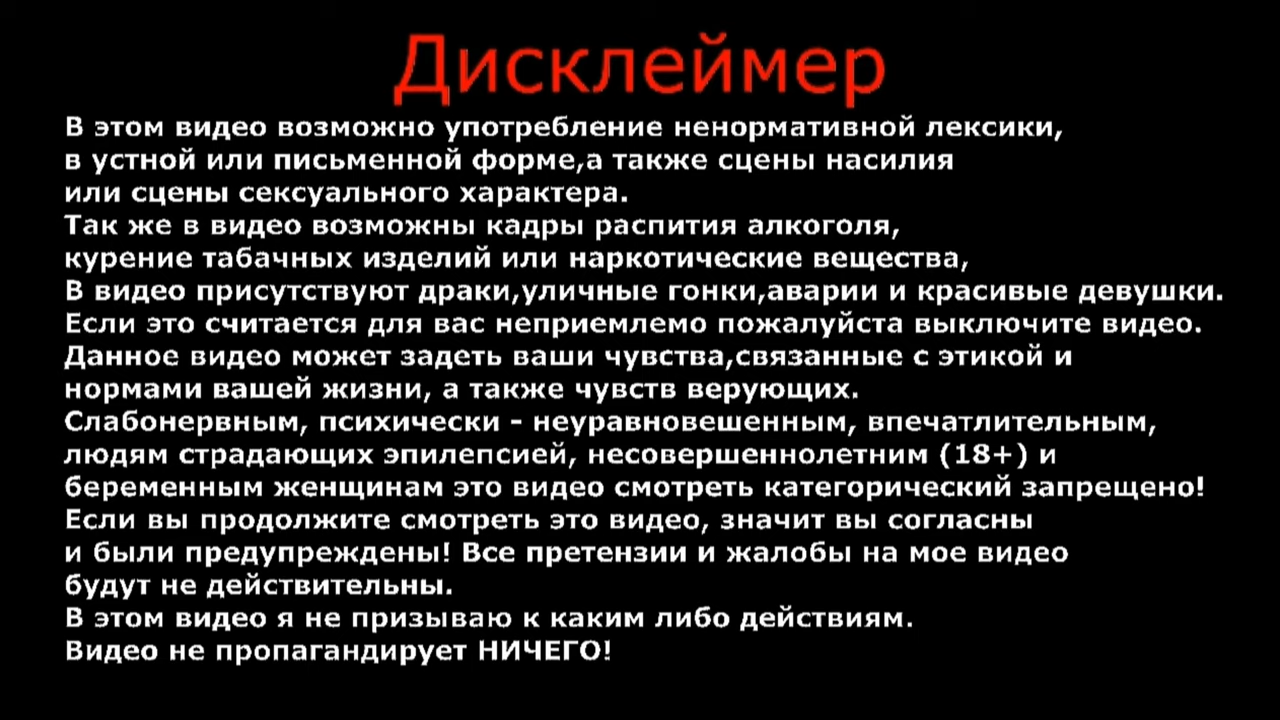 Дисклеймер
В этом видео возможно употребление ненормативной лексики,
в устной или письменной форме,а также сцены насилия
или сцены сексуального характера.
Так же в видео возможны кадры распития алкоголя,
курение табачных изделий или наркотические вещества,
В видео присутствуют драки,уличные гонки,аварии и красивые девушки.
Если это считается для вас неприемлемо пожалуйста выключите видео.
Данное видео может задеть ваши чувства,связанные с этикой и
нормами вашей жизни, а также чувств верующих.
Слабонервным, психически - неуравновешенным, впечатлительным,
людям страдающих эпилепсией, несовершеннолетним (18+) и
беременным женщинам это видео смотреть категорический запрещено!
Если вы продолжите смотреть это видео, значит вы согласны
и были предупреждены! Все претензии и жалобы на мое видео
будут не действительны.
В этом видео я не призываю к каким либо действиям.
Видео не пропагандирует НИЧЕГО!